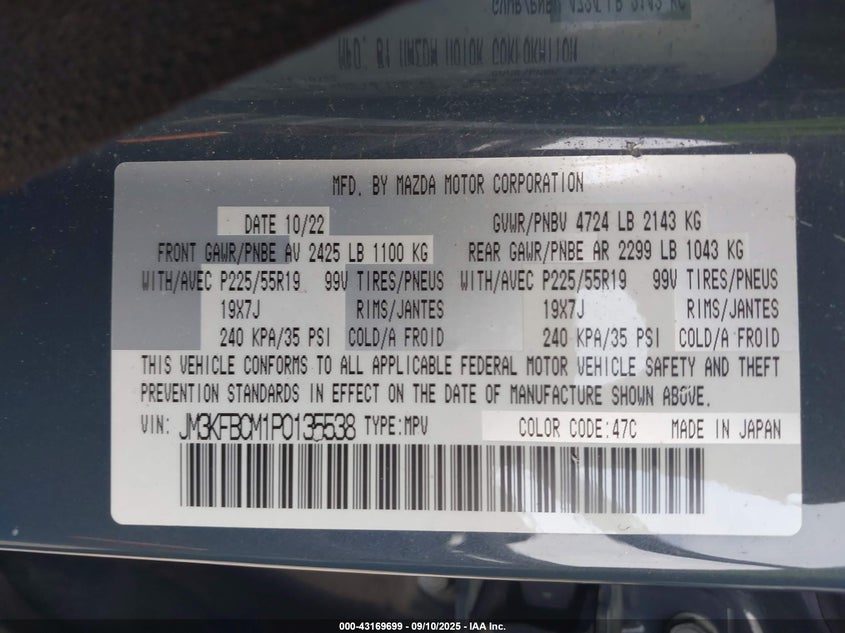 MFD. BY MAZDA MOTOR CORPORATION
DATE 10/22 GVWR/PNBV 4724 LB 2143 KG
FRONT GAWR/PNBE AV 2425 LB 1100 KG REAR GAWR/PNBE AR 2299 LB 1043 KG
WITH/AVEC P225/55R19 99V TIRES/PNEUS WITH/AVEC P225/55R19 99V TIRES/PNEUS
19X7J RIMS/JANTES 19X7J RIMS/JANTES
240 KPA/35 PSI COLD/A FROID 240 KPA/35 PSI COLD/A FROID
THIS VEHICLE CONFORMS TO ALL APPLICABLE FEDERAL MOTOR VEHICLE SAFETY AND THEFT
PREVENTION STANDARDS IN EFFECT ON THE DATE OF MANUFACTURE SHOWN ABOVE.
VIN: JM3KFBCM1P0135538 TYPE:MPV COLOR CODE:47C MADE IN JAPAN
000-43169699 - 09/10/2025 - IAA Inc.